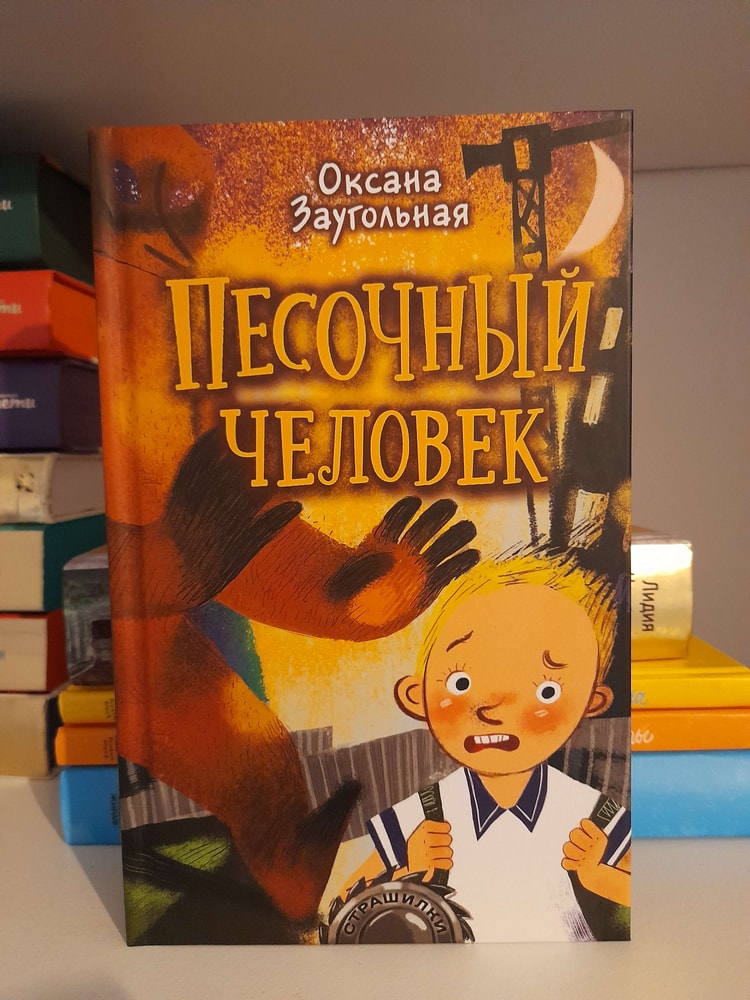 Оксана
Заугольная
ПЕСОЧНЫЙ
ЧЕЛОВЕК
СТРАШИЛКИ
Лидия